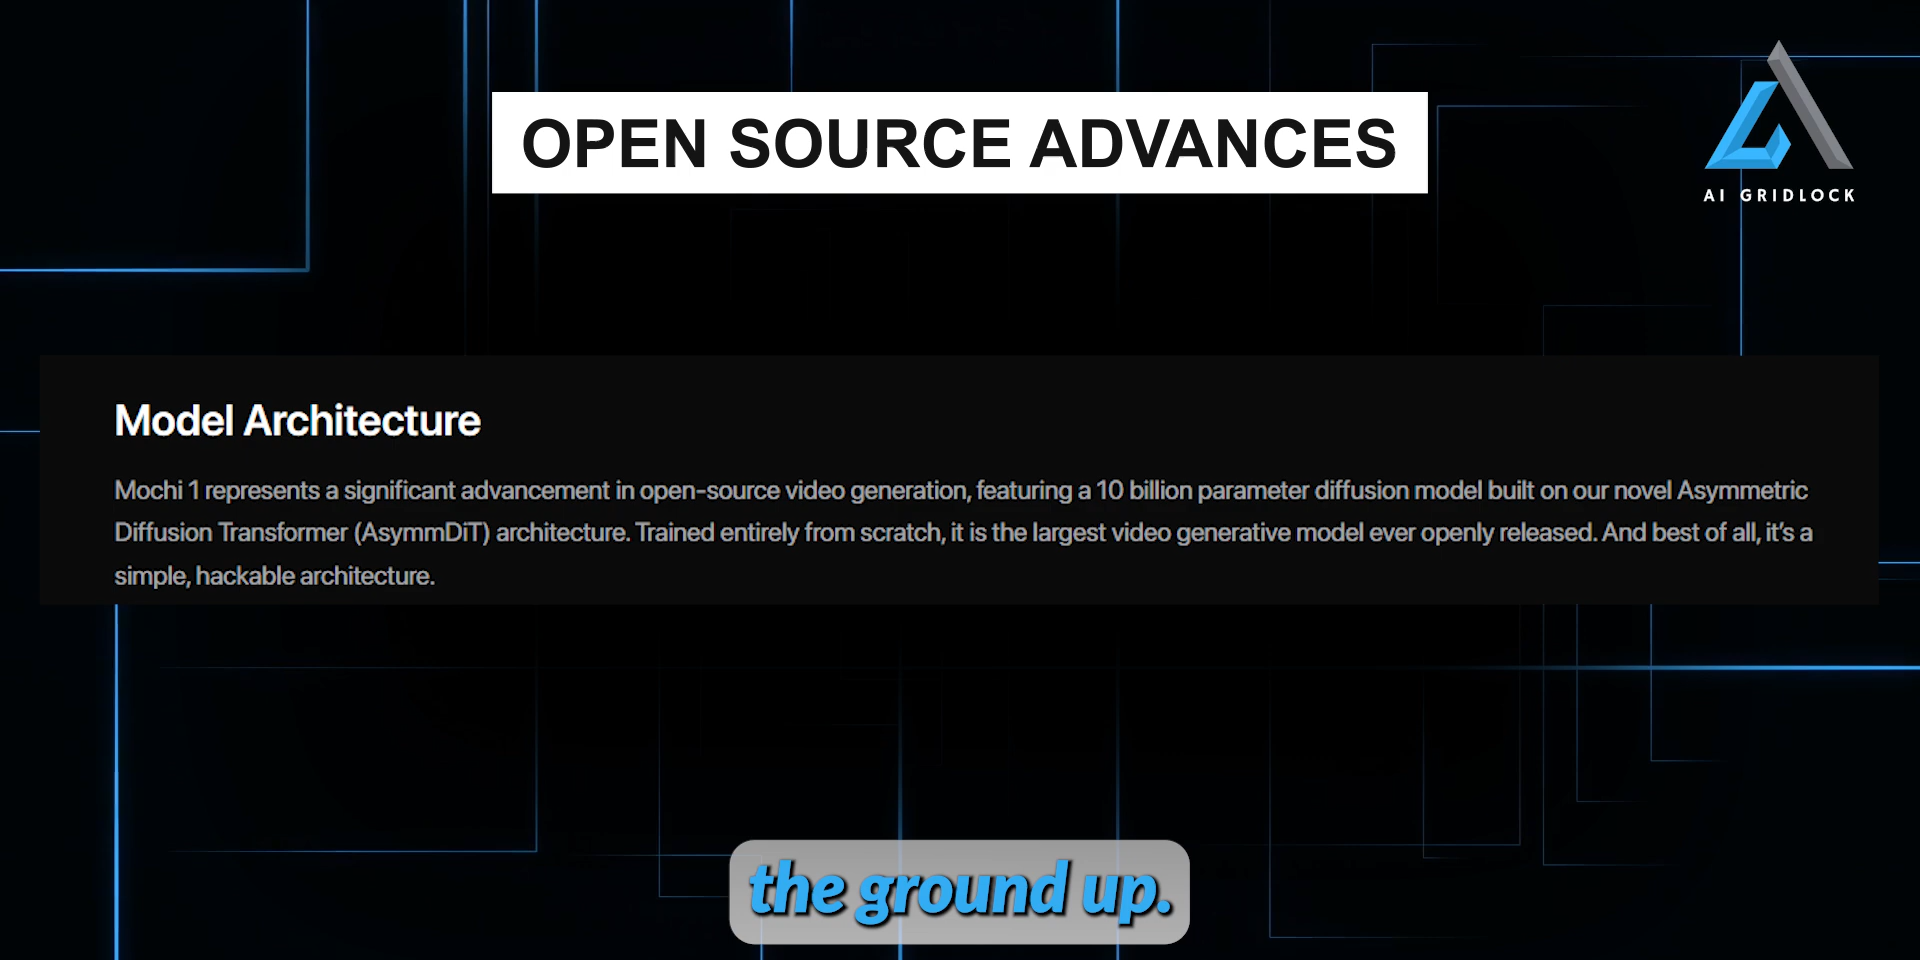 OPEN SOURCE ADVANCES
AI GRIDLOCK
Model Architecture
Mochi 1 represents a significant advancement in open-source video generation, featuring a 10 billion parameter diffusion model built on our novel Asymmetric
Diffusion Transformer (AsymmDiT) architecture. Trained entirely from scratch, it is the largest video generative model ever openly released. And best of all, it's a
simple, hackable architecture.
the ground up.